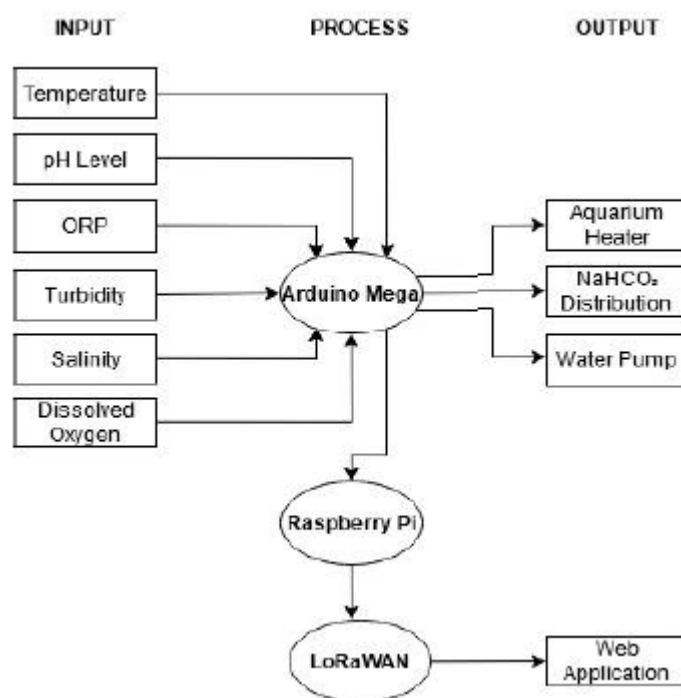 INPUT
PROCESS
OUTPUT
Temperature
pH Level
ORP
Turbidity
Salinity
Dissolved
Oxygen
Arduino Mega
Raspberry Pi
LoRaWAN
Aquarium
Heater
NaHCO₃
Distribution
Water Pump
Web
Application